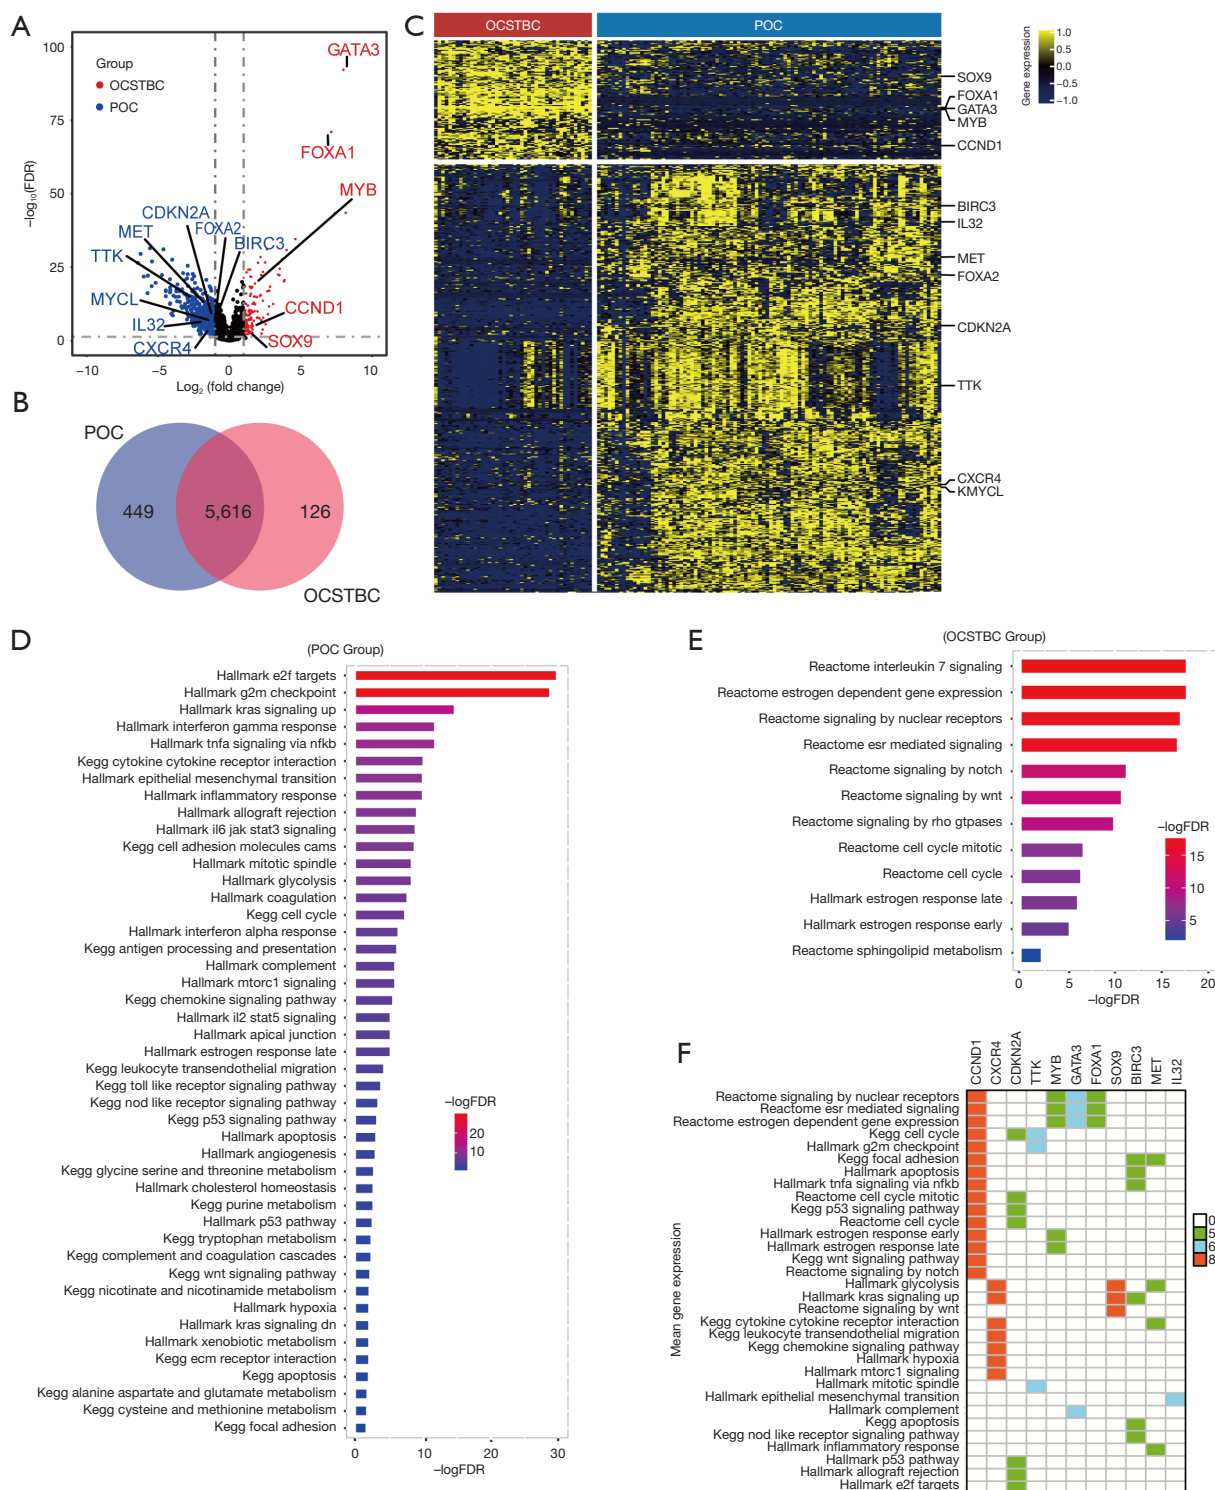 A
100
75
50
25
0
−log10(FDR)
Group
OCSTBC
POC
GATA3
FOXA1
MYB
CDKN2A
FOXA2
MET
BIRC3
TTK
MYCL
IL32
CXCR4
CCND1
SOX9
−10
−5
0
5
10
Log2 (fold change)
B
POC
449
5,616
126
OCSTBC
C
OCSTBC
POC
Gene expression
1.0
0.5
0.0
−0.5
−1.0
SOX9
FOXA1
GATA3
MYB
CCND1
BIRC3
IL32
MET
FOXA2
CDKN2A
TTK
CXCR4
KMYCL
D
(POC Group)
Hallmark e2f targets
Hallmark g2m checkpoint
Hallmark kras signaling up
Hallmark interferon gamma response
Hallmark tnfa signaling via nfkb
Kegg cytokine cytokine receptor interaction
Hallmark epithelial mesenchymal transition
Hallmark inflammatory response
Hallmark allograft rejection
Hallmark il6 jak stat3 signaling
Kegg cell adhesion molecules cams
Hallmark mitotic spindle
Hallmark glycolysis
Hallmark coagulation
Kegg cell cycle
Hallmark interferon alpha response
Kegg antigen processing and presentation
Hallmark complement
Hallmark mtorc1 signaling
Kegg chemokine signaling pathway
Hallmark il2 stat5 signaling
Hallmark apical junction
Hallmark estrogen response late
Kegg leukocyte transendothelial migration
Kegg toll like receptor signaling pathway
Kegg nod like receptor signaling pathway
Kegg p53 signaling pathway
Hallmark apoptosis
Hallmark angiogenesis
Kegg glycine serine and threonine metabolism
Hallmark cholesterol homeostasis
Kegg purine metabolism
Hallmark p53 pathway
Kegg tryptophan metabolism
Kegg complement and coagulation cascades
Kegg wnt signaling pathway
Kegg nicotinate and nicotinamide metabolism
Hallmark hypoxia
Hallmark kras signaling dn
Hallmark xenobiotic metabolism
Kegg ecm receptor interaction
Kegg apoptosis
Kegg alanine aspartate and glutamate metabolism
Kegg cysteine and methionine metabolism
Kegg focal adhesion
−logFDR
20
10
0
10
20
30
−logFDR
E
(OCSTBC Group)
Reactome interleukin 7 signaling
Reactome estrogen dependent gene expression
Reactome signaling by nuclear receptors
Reactome esr mediated signaling
Reactome signaling by notch
Reactome signaling by wnt
Reactome signaling by rho gtpases
Reactome cell cycle mitotic
Reactome cell cycle
Hallmark estrogen response late
Hallmark estrogen response early
Reactome sphingolipid metabolism
−logFDR
15
10
5
0
5
10
15
20
−logFDR
F
CCND1
CXCR4
CDKN2A
TTK
MYB
GATA3
FOXA1
SOX9
BIRC3
MET
IL32
Mean gene expression
Reactome signaling by nuclear receptors
Reactome esr mediated signaling
Reactome estrogen dependent gene expression
Kegg cell cycle
Hallmark g2m checkpoint
Kegg focal adhesion
Hallmark apoptosis
Hallmark tnfa signaling via nfkb
Reactome cell cycle mitotic
Kegg p53 signaling pathway
Reactome cell cycle
Hallmark estrogen response early
Hallmark estrogen response late
Kegg wnt signaling pathway
Reactome signaling by notch
Hallmark glycolysis
Hallmark kras signaling up
Reactome signaling by wnt
Kegg cytokine cytokine receptor interaction
Kegg leukocyte transendothelial migration
Kegg chemokine signaling pathway
Hallmark hypoxia
Hallmark mtorc1 signaling
Hallmark mitotic spindle
Hallmark epithelial mesenchymal transition
Hallmark complement
Kegg apoptosis
Kegg nod like receptor signaling pathway
Hallmark inflammatory response
Hallmark p53 pathway
Hallmark allograft rejection
Hallmark e2f targets
0
5
6
8